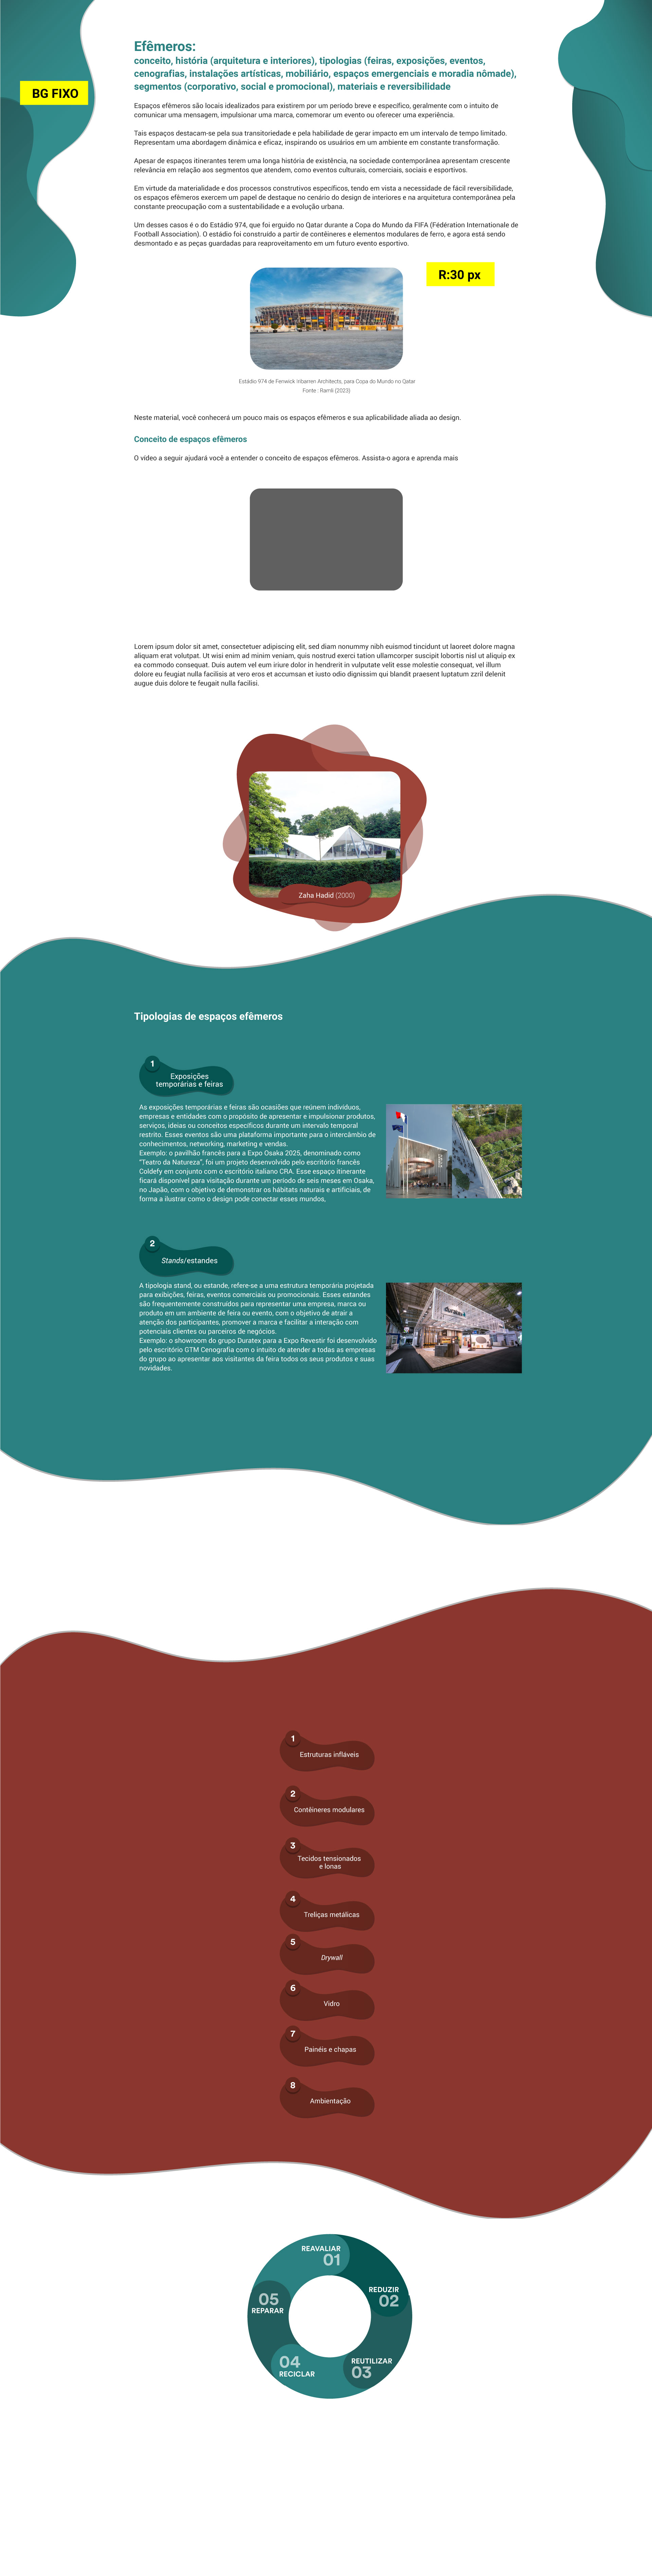 Efêmeros:
conceito, história (arquitetura e interiores), tipologias (feiras, exposições, eventos,
cenografias, instalações artísticas, mobiliário, espaços emergenciais e moradia nômade),
segmentos (corporativo, social e promocional), materiais e reversibilidade
BG FIXO
Espaços efêmeros são locais idealizados para existirem por um período breve e específico, geralmente com o intuito de
comunicar uma mensagem, impulsionar uma marca, comemorar um evento ou oferecer uma experiência.
Tais espaços destacam-se pela sua transitoriedade e pela habilidade de gerar impacto em um intervalo de tempo limitado.
Representam uma abordagem dinâmica e eficaz, inspirando os usuários em um ambiente em constante transformação.
Apesar de espaços itinerantes terem uma longa história de existência, na sociedade contemporânea apresentam crescente
relevância em relação aos segmentos que atendem, como eventos culturais, comerciais, sociais e esportivos.
Em virtude da materialidade e dos processos construtivos específicos, tendo em vista a necessidade de fácil reversibilidade,
os espaços efêmeros exercem um papel de destaque no cenário do design de interiores e na arquitetura contemporânea pela
constante preocupação com a sustentabilidade e a evolução urbana.
Um desses casos é o do Estádio 974, que foi erguido no Qatar durante a Copa do Mundo da FIFA (Fédération Internationale de
Football Association). O estádio foi construído a partir de contêineres e elementos modulares de ferro, e agora está sendo
desmontado e as peças guardadas para reaproveitamento em um futuro evento esportivo.
R:30 px
Estádio 974 de Fenwick Iribarren Architects, para Copa do Mundo no Qatar
Fonte.' Ramli (2023)
Neste material, você conhecerá um pouco mais os espaços efêmeros e sua aplicabilidade aliada ao design.
Conceito de espaços efêmeros
O vídeo a seguir ajudará você a entender o conceito de espaços efêmeros. Assista-o agora e aprenda mais
Lorem ipsum dolor sit amet, consectetuer adipiscing elit, sed diam nonummy nibh euismod tincidunt ut laoreet dolore magna
aliquam erat volutpat. Ut wisi enim ad minim veniam, quis nostrud exerci tation ullamcorper suscipit lobortis nisl ut aliquip ex
ea commodo consequat. Duis autem vel eum iriure dolor in hendrerit in vulputate velit esse molestie consequat, vel illum
dolore eu feugiat nulla facilisis at vero eros et accumsan et iusto odio dignissim qui blandit praesent luptatum zzril delenit
augue duis dolore te feugait nulla facilisi.
Zaha Hadid (2000)
Tipologias de espaços efêmeros
1
Exposições
temporárias e feiras
As exposições temporárias e feiras são ocasiões que reúnem indivíduos,
empresas e entidades com o propósito de apresentar e impulsionar produtos,
serviços, ideias ou conceitos específicos durante um intervalo temporal
restrito. Esses eventos são uma plataforma importante para o intercâmbio de
conhecimentos, networking, marketing e vendas.
Exemplo: o pavilhão francês para a Expo Osaka 2025, denominado como
"Teatro da Natureza", foi um projeto desenvolvido pelo escritório francês
Coldefy em conjunto com o escritório italiano CRA. Esse espaço itinerante
ficará disponível para visitação durante um período de seis meses em Osaka,
no Japão, com o objetivo de demonstrar os hábitats naturais e artificiais, de
forma a ilustrar como o design pode conectar esses mundos,
2
Stands/estandes
A tipologia stand, ou estande, refere-se a uma estrutura temporária projetada
para exibições, feiras, eventos comerciais ou promocionais. Esses estandes
são frequentemente construídos para representar uma empresa, marca ou
produto em um ambiente de feira ou evento, com o objetivo de atrair a
atenção dos participantes, promover a marca e facilitar a interação com
potenciais clientes ou parceiros de negócios.
Exemplo: o showroom do grupo Duratex para a Expo Revestir foi desenvolvido
pelo escritório GTM Cenografia com o intuito de atender a todas as empresas
do grupo ao apresentar aos visitantes da feira todos os seus produtos e suas
novidades.
1
Estruturas infláveis
2
Contêineres modulares
3
Tecidos tensionados
e lonas
4
Treliças metálicas
5
Drywall
6
Vidro
7
Painéis e chapas
8
Ambientação
REAVALIAR
01
REDUZIR
02
REUTILIZAR
03
04
RECICLAR
05
REPARAR